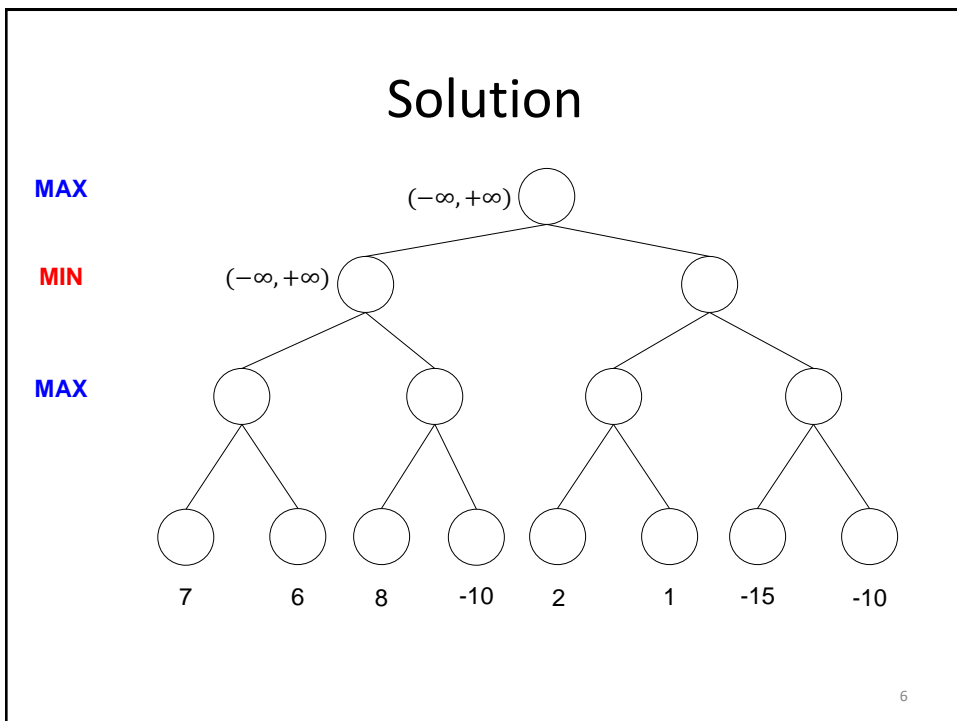 Solution
MAX
(−∞, +∞)
MIN
(−∞, +∞)
MAX
7 6 8 -10 2 1 -15 -10
6